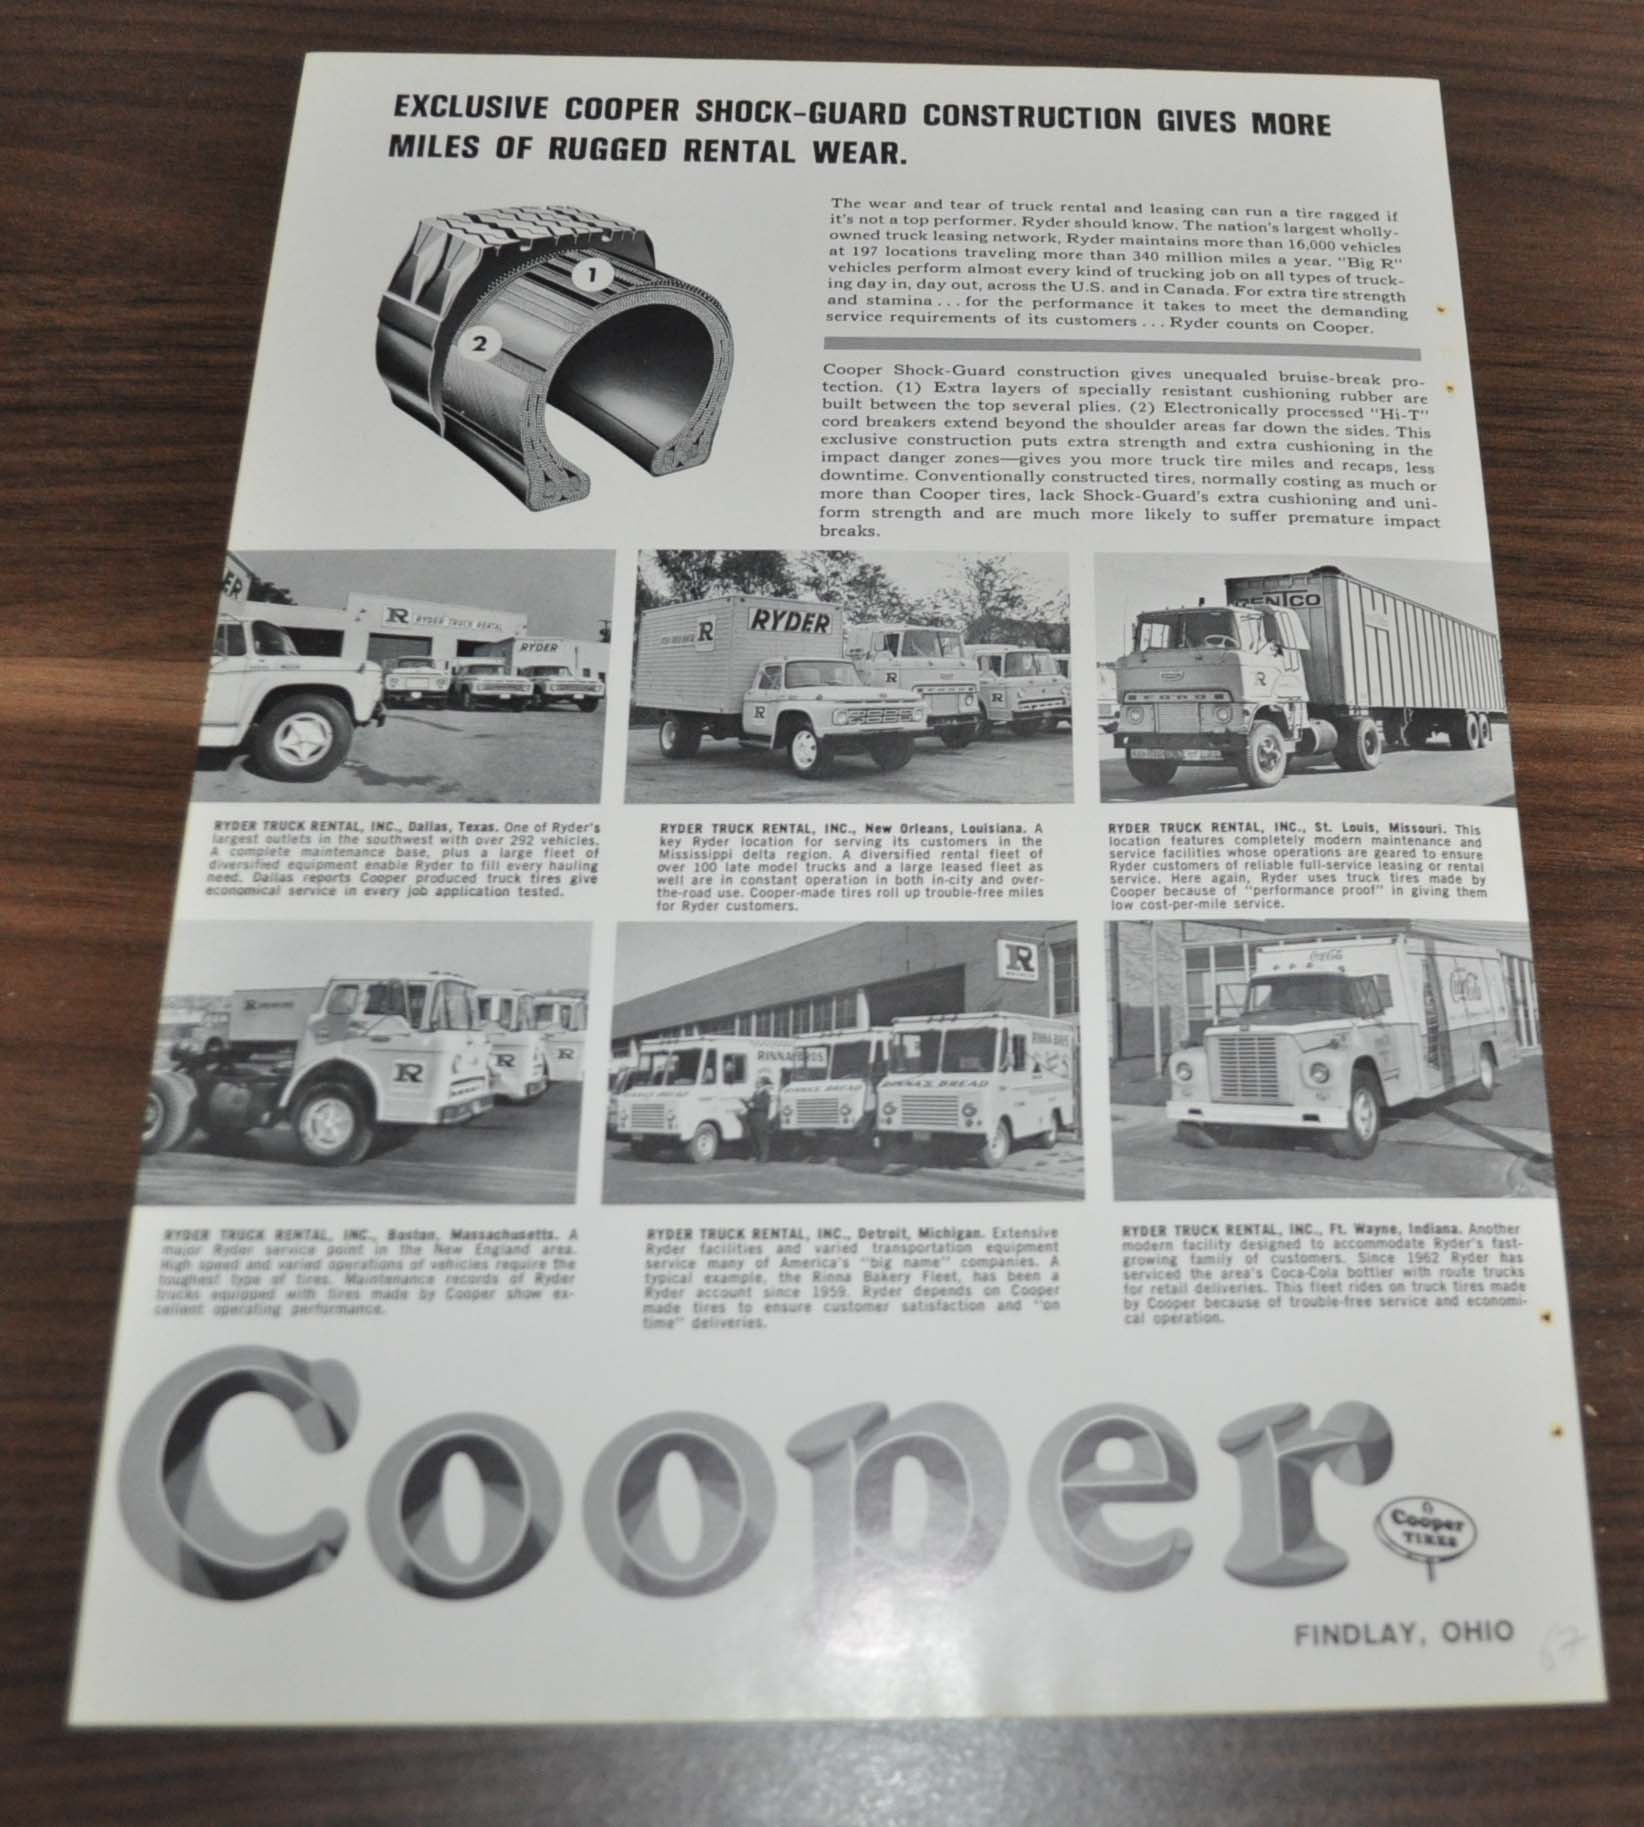 EXCLUSIVE COOPER SHOCK-GUARD CONSTRUCTION GIVES MORE
MILES OF RUGGED RENTAL WEAR.
1
2
The wear and tear of truck rental and leasing can run a tire ragged if
it's not a top performer. Ryder should know. The nation's largest wholly-
owned truck leasing network, Ryder maintains more than 16,000 vehicles
at 197 locations traveling more than 340 million miles a year. "Big R"
vehicles perform almost every kind of trucking job on all types of truck-
ing day in, day out, across the U.S. and in Canada. For extra tire strength
and stamina . . . for the performance it takes to meet the demanding
service requirements of its customers . . . Ryder counts on Cooper.
Cooper Shock-Guard construction gives unequaled bruise-break pro-
tection. (1) Extra layers of specially resistant cushioning rubber are
built between the top several plies. (2) Electronically processed "Hi-T"
cord breakers extend beyond the shoulder areas far down the sides. This
exclusive construction puts extra strength and extra cushioning in the
impact danger zones—gives you more truck tire miles and recaps, less
downtime. Conventionally constructed tires, normally costing as much or
more than Cooper tires, lack Shock-Guard's extra cushioning and uni-
form strength and are much more likely to suffer premature impact
breaks.
ER
R RYDER TRUCK RENTAL
RYDER
R
RYDER
R
R
R
RENTCO
FORD
R
RYDER TRUCK RENTAL, INC., Dallas, Texas. One of Ryder's
largest outlets in the southwest with over 292 vehicles.
A complete maintenance base, plus a large fleet of
diversified equipment enable Ryder to fill every hauling
need. Dallas reports Cooper produced truck tires give
economical service in every job application tested.
RYDER TRUCK RENTAL, INC., New Orleans, Louisiana. A
key Ryder location for serving its customers in the
Mississippi delta region. A diversified rental fleet of
over 100 late model trucks and a large leased fleet as
well are in constant operation in both in-city and over-
the-road use. Cooper-made tires roll up trouble-free miles
for Ryder customers.
RYDER TRUCK RENTAL, INC., St. Louis, Missouri. This
location features completely modern maintenance and
service facilities whose operations are geared to ensure
Ryder customers of reliable full-service leasing or rental
service. Here again, Ryder uses truck tires made by
Cooper because of "performance proof" in giving them
low cost-per-mile service.
R
R
R
R
R
RINNA BROS.
RINNA'S BREAD
RINNA BROS
Coca-Cola
Coca-Cola
RYDER TRUCK RENTAL, INC., Boston, Massachusetts. A
major Ryder service point in the New England area.
High speed and varied operations of vehicles require the
toughest type of tires. Maintenance records of Ryder
trucks equipped with tires made by Cooper show ex-
cellent operating performance.
RYDER TRUCK RENTAL, INC., Detroit, Michigan. Extensive
Ryder facilities and varied transportation equipment
service many of America's "big name" companies. A
typical example, the Rinna Bakery Fleet, has been a
Ryder account since 1959. Ryder depends on Cooper
made tires to ensure customer satisfaction and "on
time" deliveries.
RYDER TRUCK RENTAL, INC., Ft. Wayne, Indiana. Another
modern facility designed to accommodate Ryder's fast-
growing family of customers. Since 1962 Ryder has
serviced the area's Coca-Cola bottler with route trucks
for retail deliveries. This fleet rides on truck tires made
by Cooper because of trouble-free service and economi-
cal operation.
Cooper
Cooper
TIRES
FINDLAY, OHIO
67